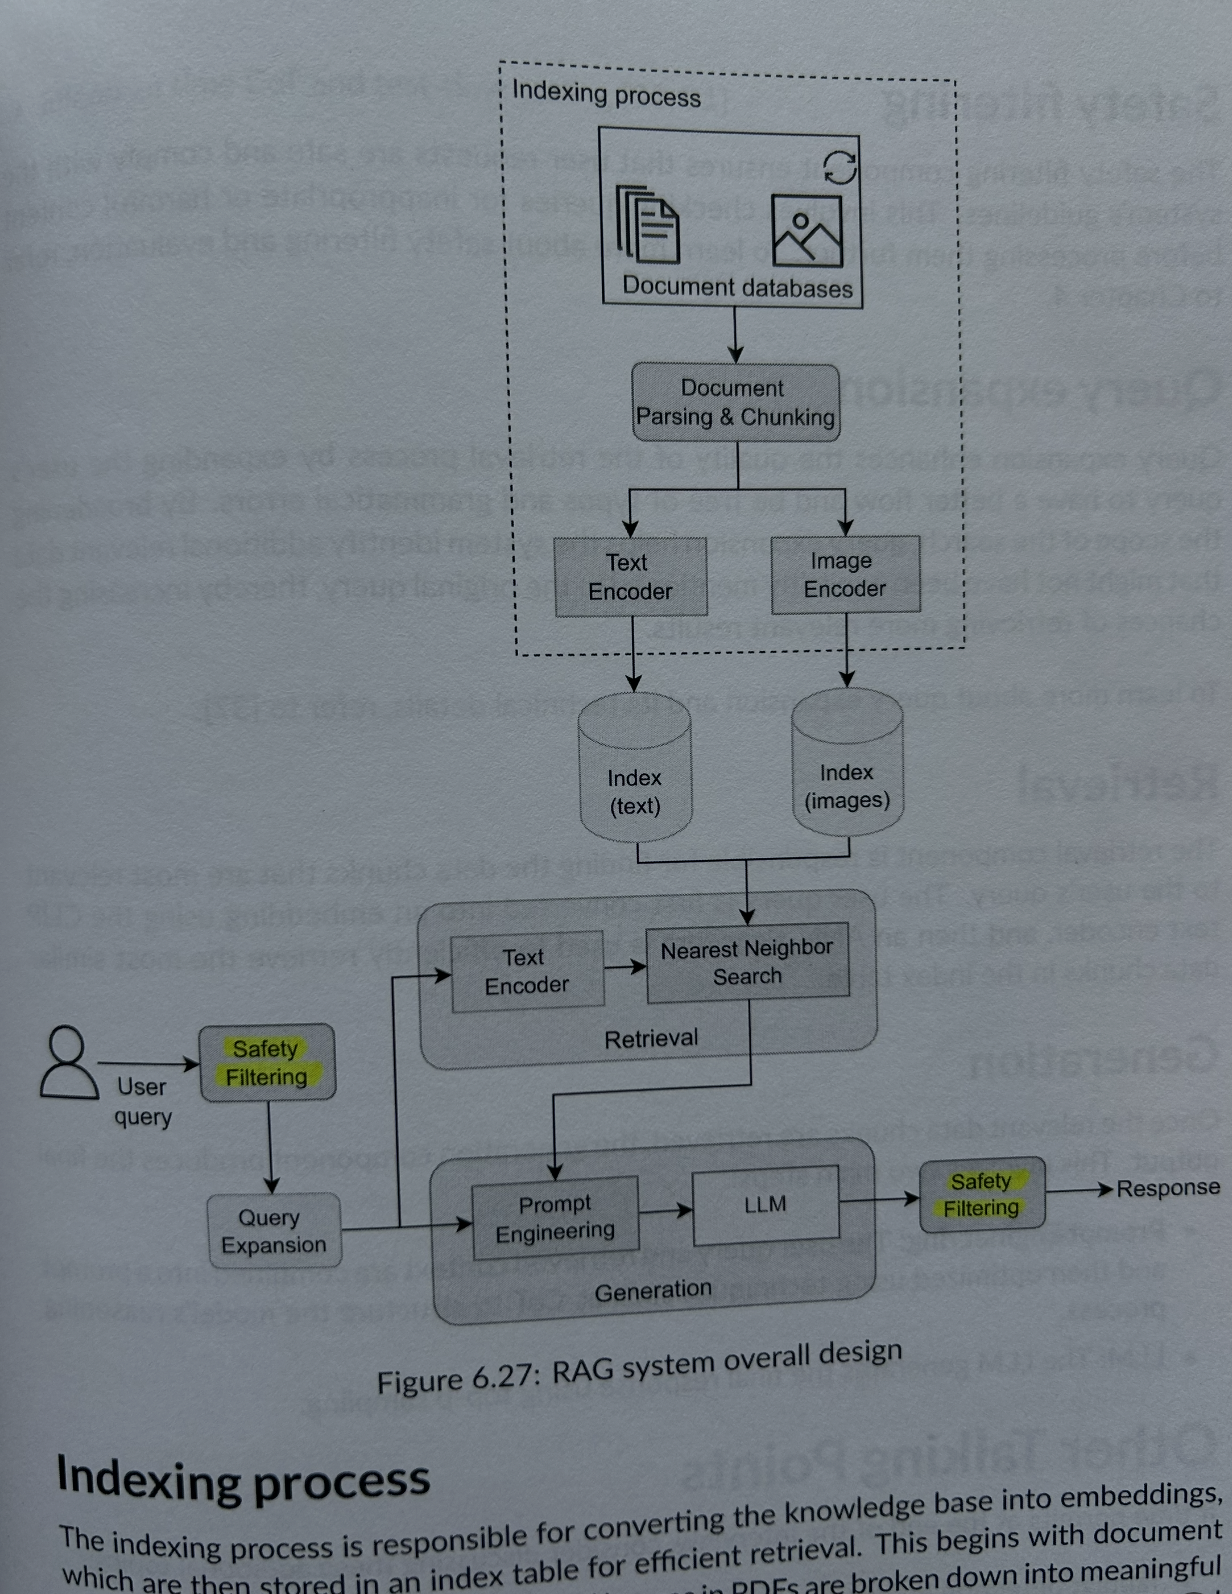 Indexing process
Document databases
Document
Parsing & Chunking
Text
Encoder
Image
Encoder
Index
(text)
Index
(images)
Text
Encoder
Nearest Neighbor
Search
Retrieval
User
query
Safety
Filtering
Query
Expansion
Prompt
Engineering
LLM
Generation
Safety
Filtering
Response
Figure 6.27: RAG system overall design
Indexing process
The indexing process is responsible for converting the knowledge base into embeddings,
which are then stored in an index table for efficient retrieval. This begins with document
in PDFs are broken down into meaningful